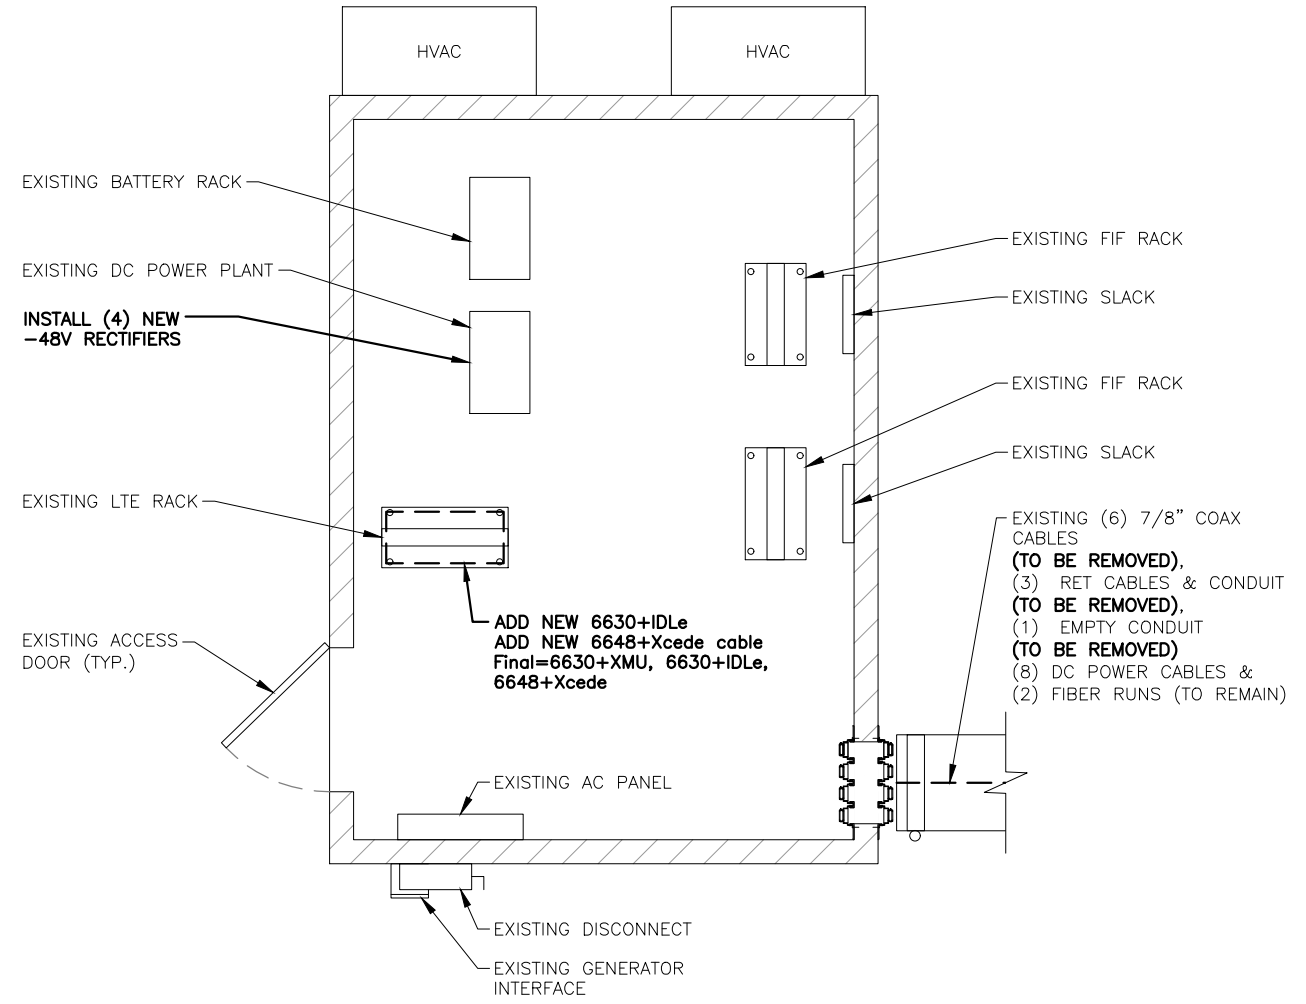 HVAC
HVAC
EXISTING BATTERY RACK
EXISTING DC POWER PLANT
INSTALL (4) NEW
-48V RECTIFIERS
EXISTING LTE RACK
EXISTING ACCESS
DOOR (TYP.)
ADD NEW 6630+IDLe
ADD NEW 6648+Xcede cable
Final=6630+XMU, 6630+IDLe,
6648+Xcede
EXISTING AC PANEL
EXISTING DISCONNECT
EXISTING GENERATOR
INTERFACE
EXISTING FIF RACK
EXISTING SLACK
EXISTING FIF RACK
EXISTING SLACK
EXISTING (6) 7/8" COAX
CABLES
(TO BE REMOVED),
(3) RET CABLES & CONDUIT
(TO BE REMOVED),
(1) EMPTY CONDUIT
(TO BE REMOVED)
(8) DC POWER CABLES &
(2) FIBER RUNS (TO REMAIN)